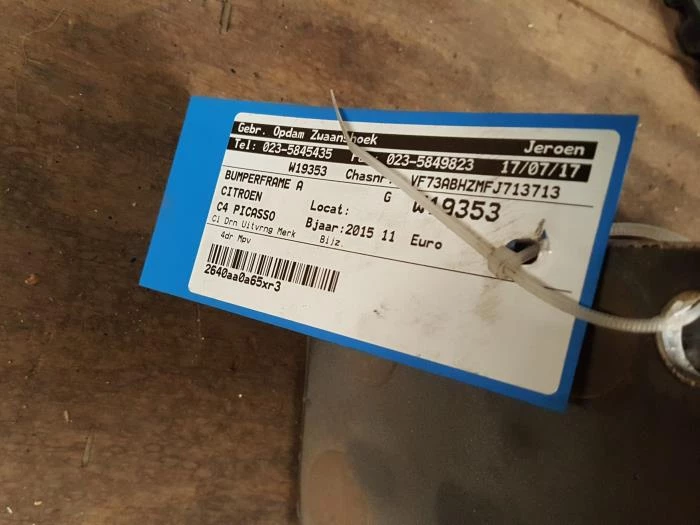 Gebr. Opdam Zwaanshoek Jeroen
Tel: 023-5845435 023-5849823 17/07/17
W19353 Chasnr. VF73ABHZMFJ713713
BUMPERFRAME A G W19353
CITROEN Locat:
C4 PICASSO Bjaar:2015 11 Euro
Cl Drn Uitvrng Merk Bijz.
4dr Mpv
2640aa0a65xr3